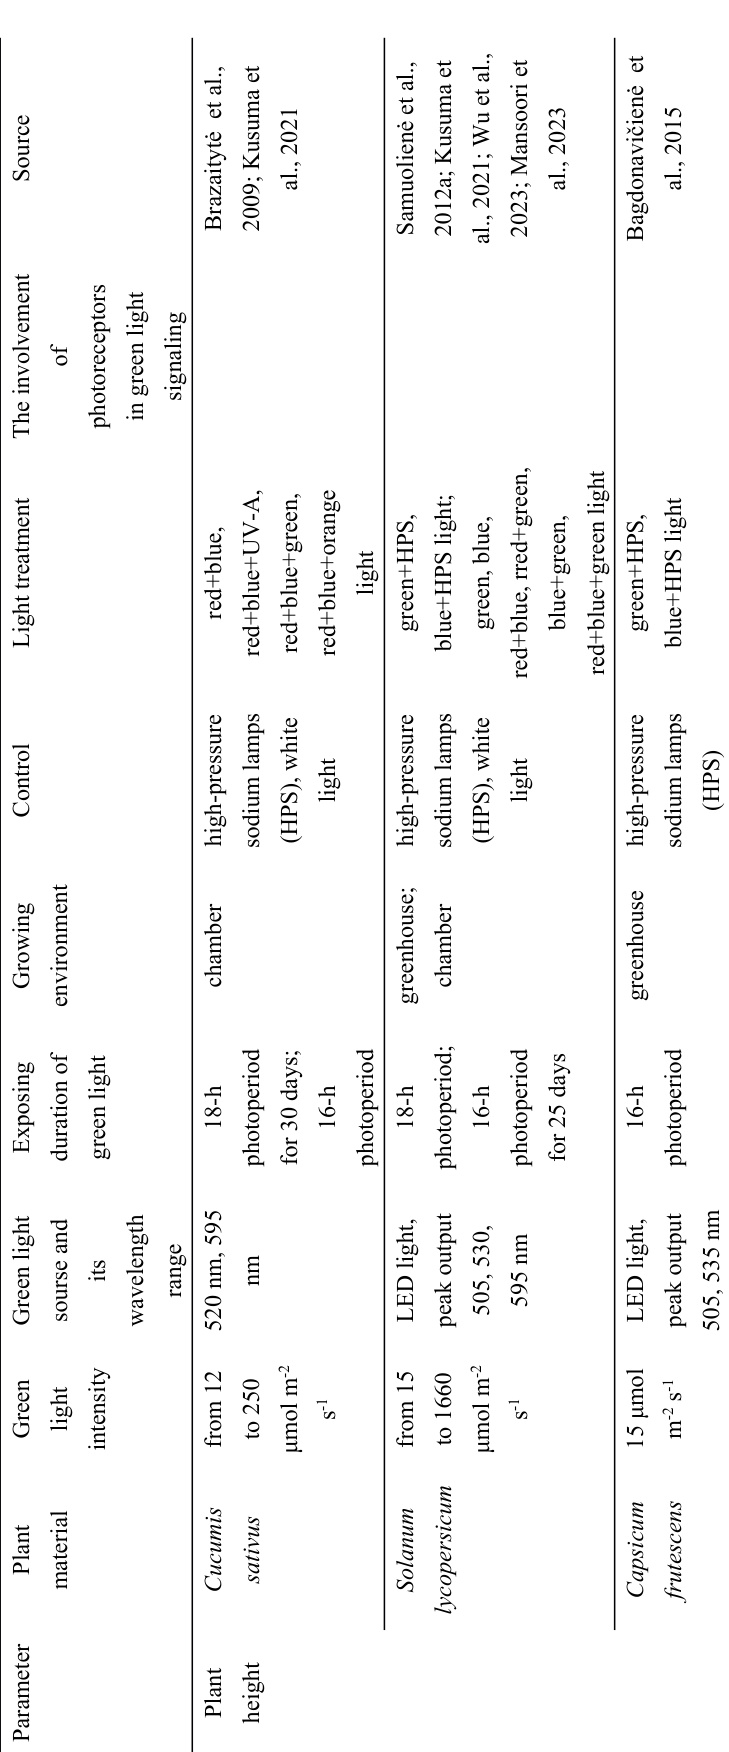 Parameter
Plant
material
Green
light
intensity
Green light
sourse and
its
wavelength
range
Exposing
duration of
green light
Growing
environment
Control
Light treatment
The involvement
of
photoreceptors
in green light
signaling
Source
Plant
height
Cucumis
sativus
from 12
to 250
μmol m-2
s-1
520 nm, 595
nm
18-h
photoperiod
for 30 days;
16-h
photoperiod
chamber
high-pressure
sodium lamps
(HPS), white
light
red+blue,
red+blue+UV-A,
red+blue+green,
red+blue+orange
light
Brazaitytė et al.,
2009; Kusuma et
al., 2021
Solanum
lycopersicum
from 15
to 1660
μmol m-2
s-1
LED light,
peak output
505, 530,
595 nm
18-h
photoperiod;
16-h
photoperiod
for 25 days
greenhouse;
chamber
high-pressure
sodium lamps
(HPS), white
light
green+HPS,
blue+HPS light;
green, blue,
red+blue, rred+green,
blue+green,
red+blue+green light
Samuolienė et al.,
2012a; Kusuma et
al., 2021; Wu et al.,
2023; Mansoori et
al., 2023
Capsicum
frutescens
15 μmol
m-2 s-1
LED light,
peak output
505, 535 nm
16-h
photoperiod
greenhouse
high-pressure
sodium lamps
(HPS)
green+HPS,
blue+HPS light
Bagdonavičienė et
al., 2015